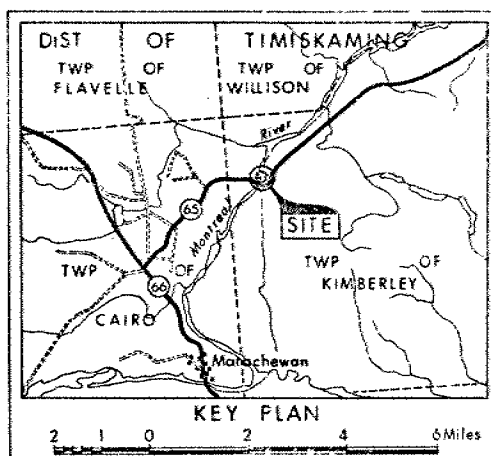 DIST OF TIMISKAMING
TWP OF TWP OF
FLAVELLE WILLISON
River
65
Montreal
SITE
TWP OF TWP OF
66 KIMBERLEY
CAIRO
Matachewan
KEY PLAN
2 1 0 2 4 6 Miles